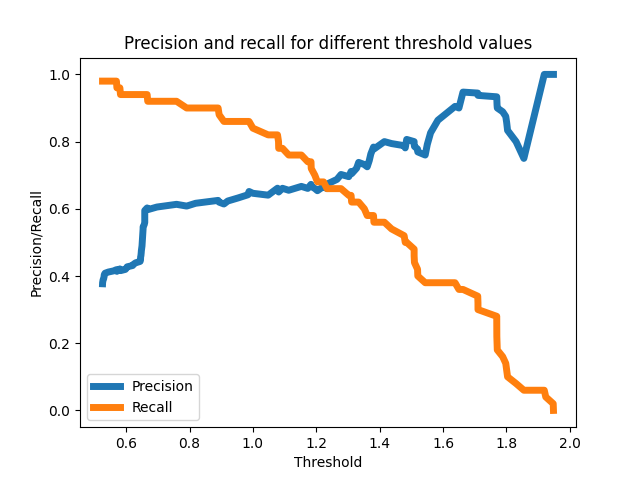 Precision and recall for different threshold values
Precision/Recall
1.0
0.8
0.6
0.4
0.2
0.0
Precision
Recall
0.6 0.8 1.0 1.2 1.4 1.6 1.8 2.0
Threshold